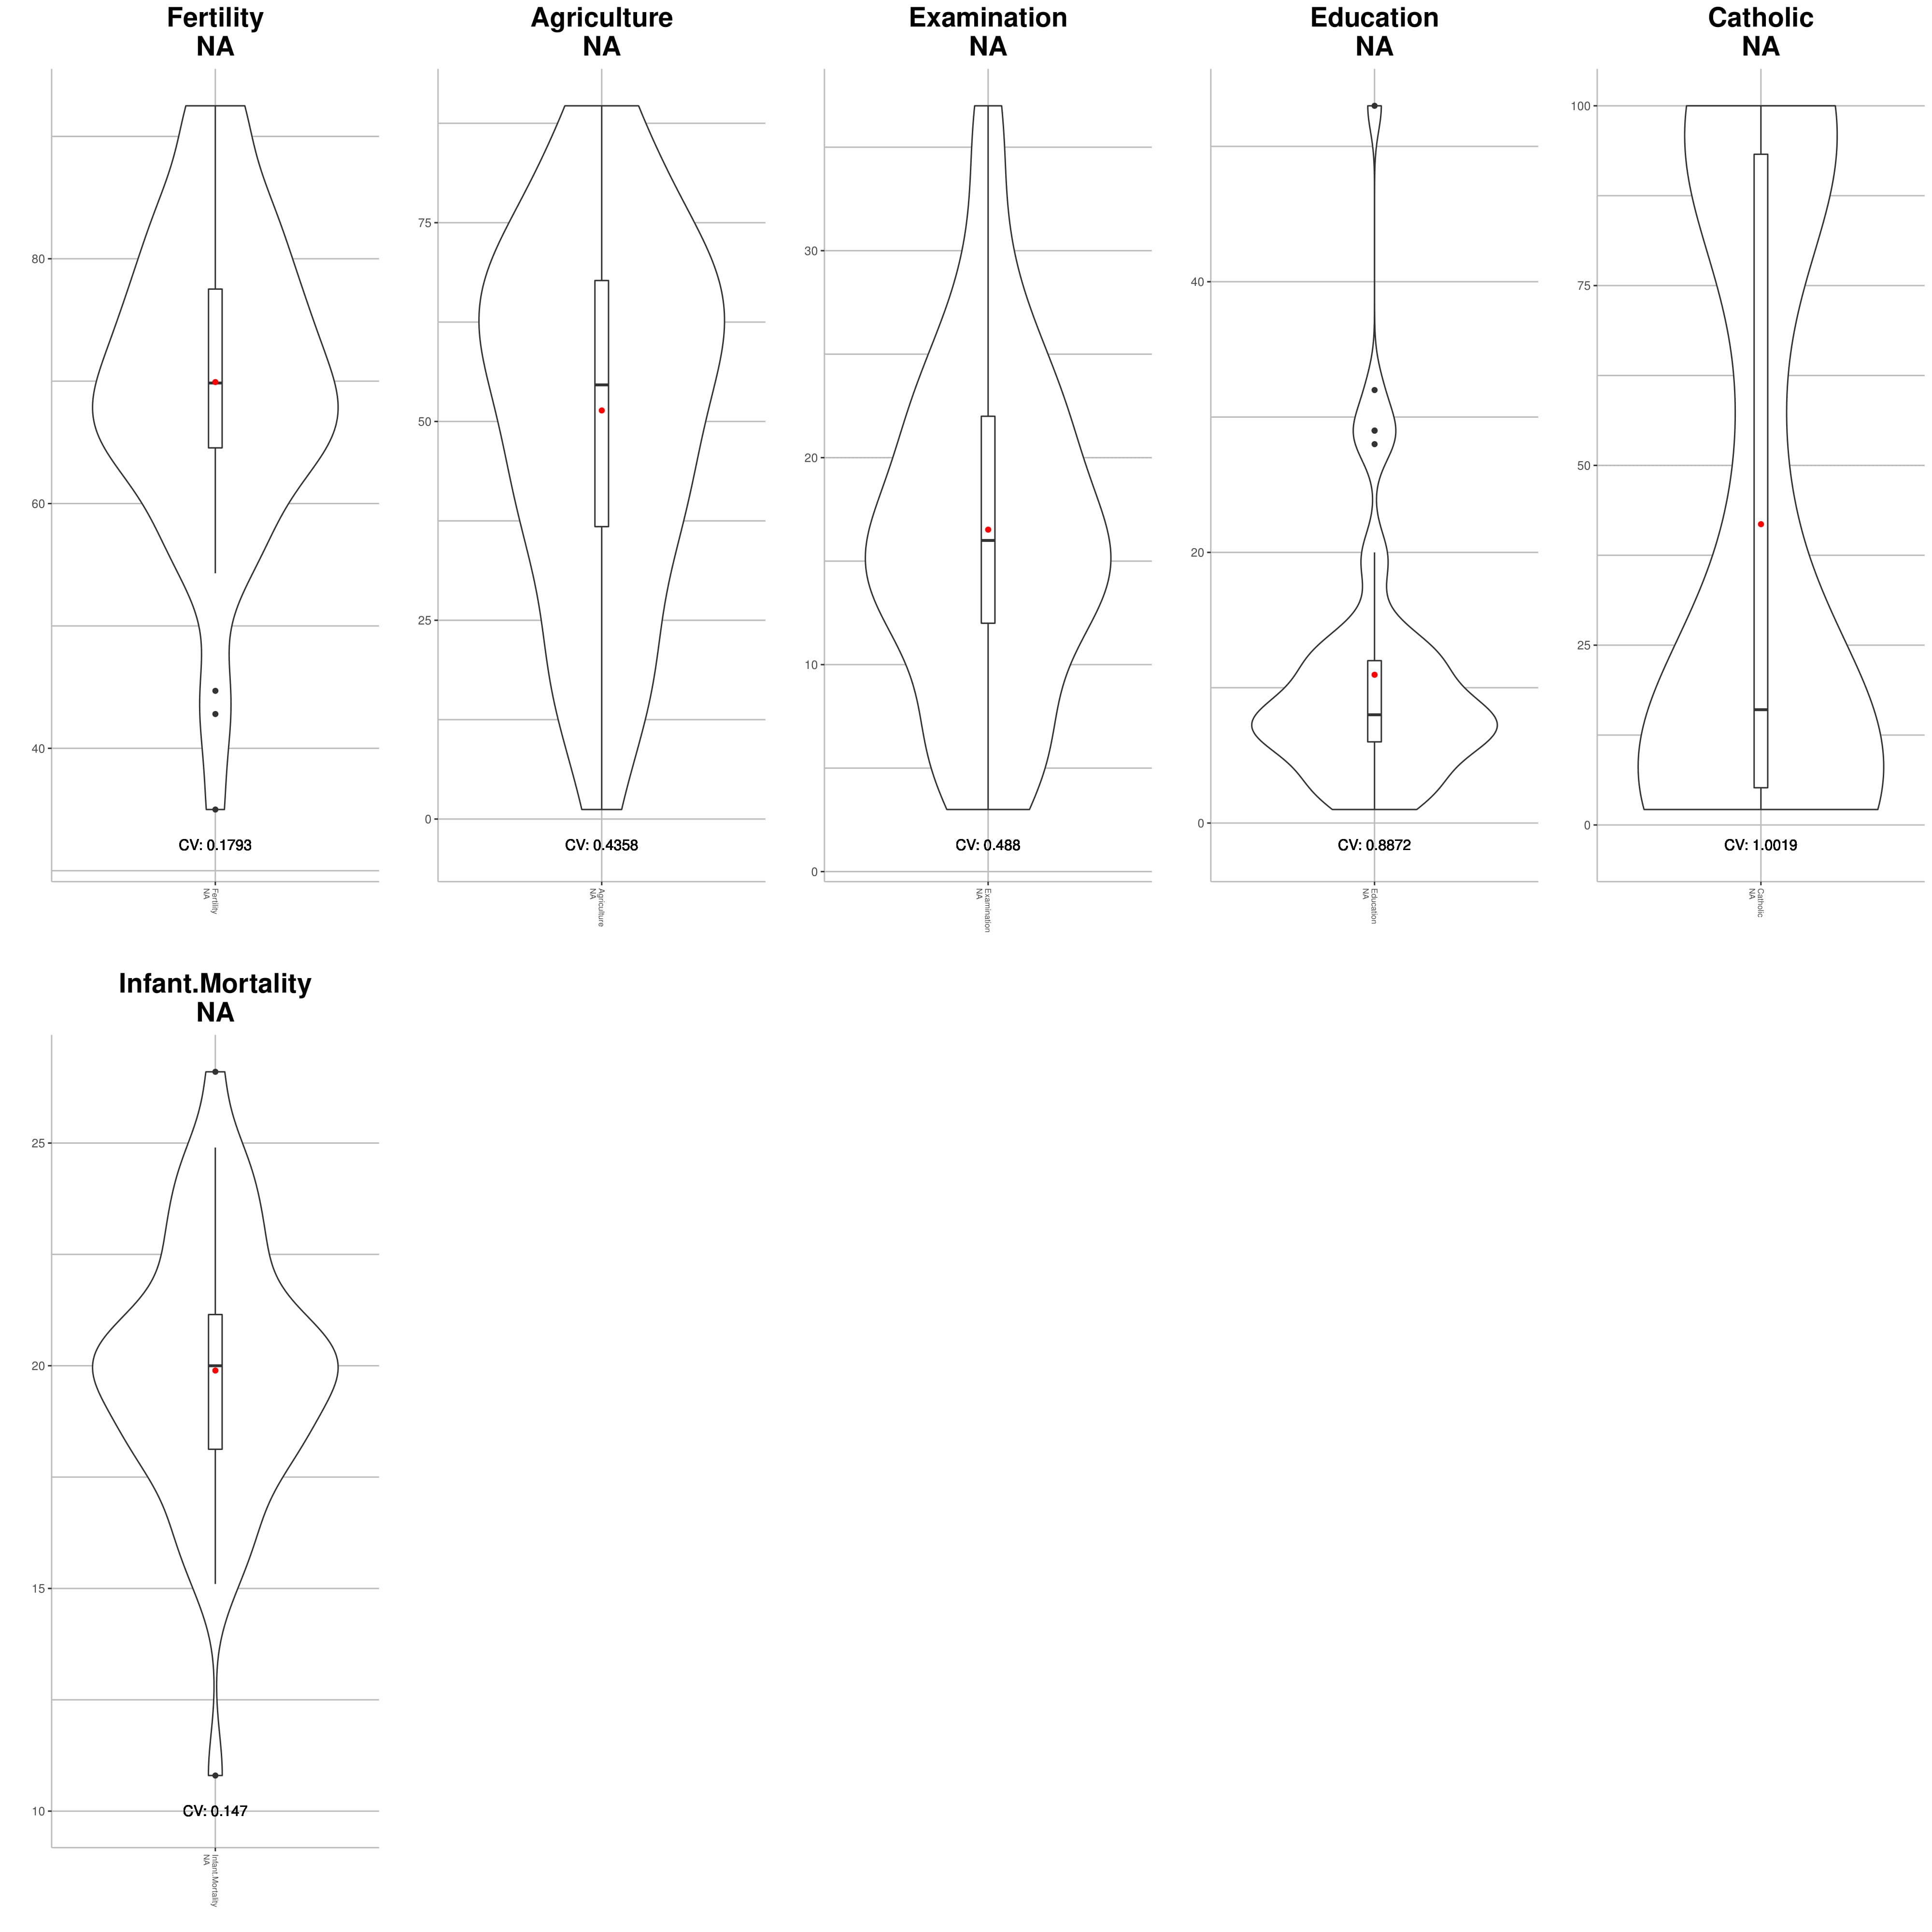 Fertility
NA
Agriculture
NA
Examination
NA
Education
NA
Catholic
NA
80
60
40
CV: 0.1793
Fertility
NA
75
50
25
0
CV: 0.4358
Agriculture
NA
30
20
10
0
CV: 0.488
Examination
NA
40
20
0
CV: 0.8872
Education
NA
100
75
50
25
0
CV: 1.0019
Catholic
NA
Infant.Mortality
NA
25
20
15
10
CV: 0.147
Infant.Mortality
NA